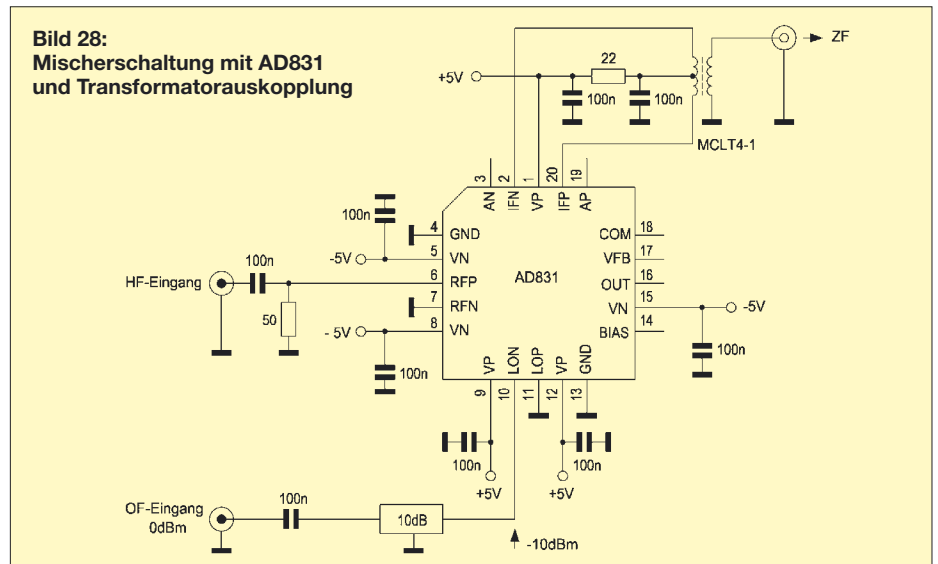 Bild 28:
Mischerschaltung mit AD831
und Transformatorauskopplung
ZF
+5V
22
100n
100n
MCLT4-1
3
2
1
20
19
AN
IFN
VP
IFP
AP
100n
4
GND
-5V
5
VN
HF-Eingang
100n
6
RFP
50
7
RFN
- 5V
8
VN
100n
AD831
COM
18
VFB
17
OUT
16
VN
15
-5V
BIAS
14
100n
VP
LON
LOP
VP
GND
9
10
11
12
13
100n
+5V
100n
+5V
OF-Eingang
0dBm
100n
10dB
-10dBm